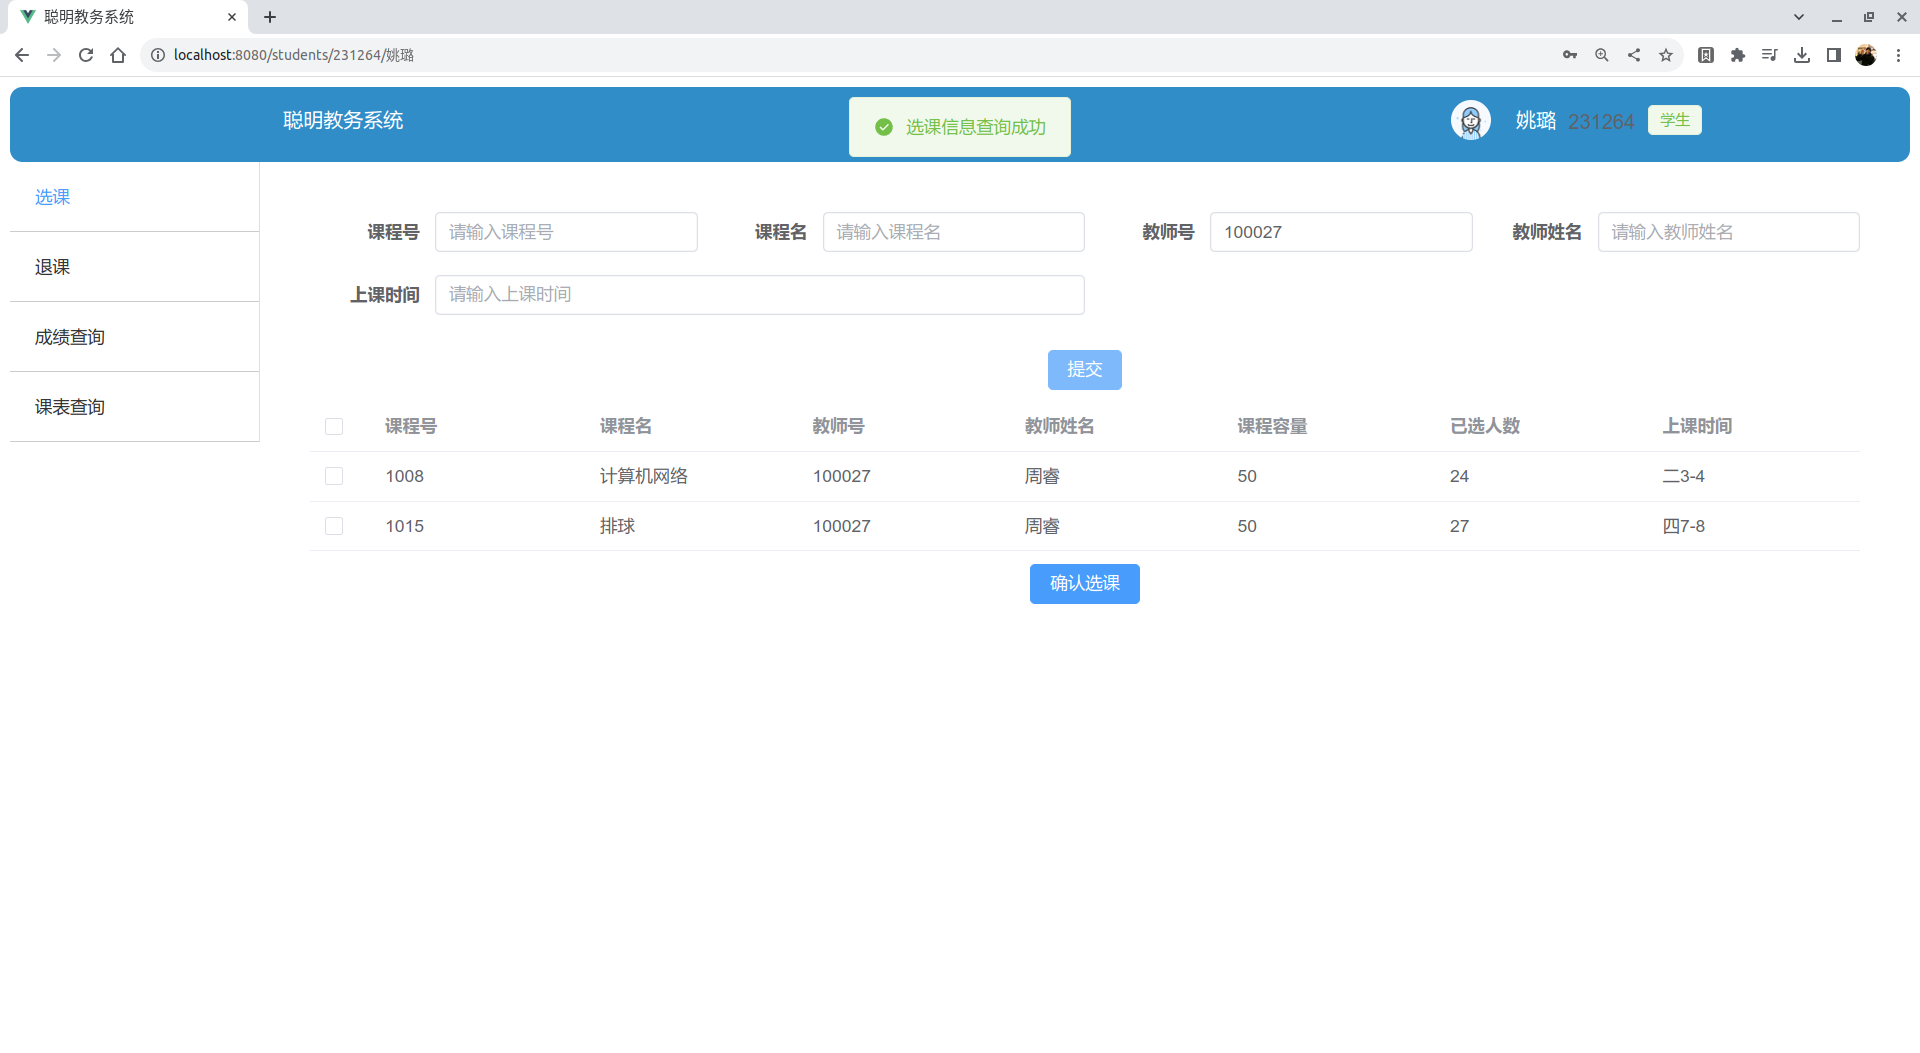 聪明教务系统
localhost:8080/students/231264/姚璐
聪明教务系统
选课信息查询成功
姚璐 231264 学生
选课
退课
成绩查询
课表查询
课程号 请输入课程号 课程名 请输入课程名 教师号 100027 教师姓名 请输入教师姓名
上课时间 请输入上课时间
提交
课程号 课程名 教师号 教师姓名 课程容量 已选人数 上课时间
1008 计算机网络 100027 周睿 50 24 二3-4
1015 排球 100027 周睿 50 27 四7-8
确认选课